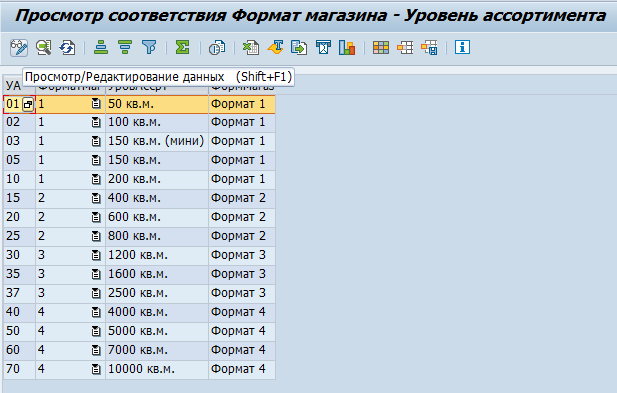 Просмотр соответствия Формат магазина - Уровень ассортимента
Просмотр/Редактирование данных (Shift+F1)
УА ФорматМаг УровАссрт ФормМагаз
01 1 50 кв.м. Формат 1
02 1 100 кв.м. Формат 1
03 1 150 кв.м. (мини) Формат 1
05 1 150 кв.м. Формат 1
10 1 200 кв.м. Формат 1
15 2 400 кв.м. Формат 2
20 2 600 кв.м. Формат 2
25 2 800 кв.м. Формат 2
30 3 1200 кв.м. Формат 3
35 3 1600 кв.м. Формат 3
37 3 2500 кв.м. Формат 3
40 4 4000 кв.м. Формат 4
50 4 5000 кв.м. Формат 4
60 4 7000 кв.м. Формат 4
70 4 10000 кв.м. Формат 4